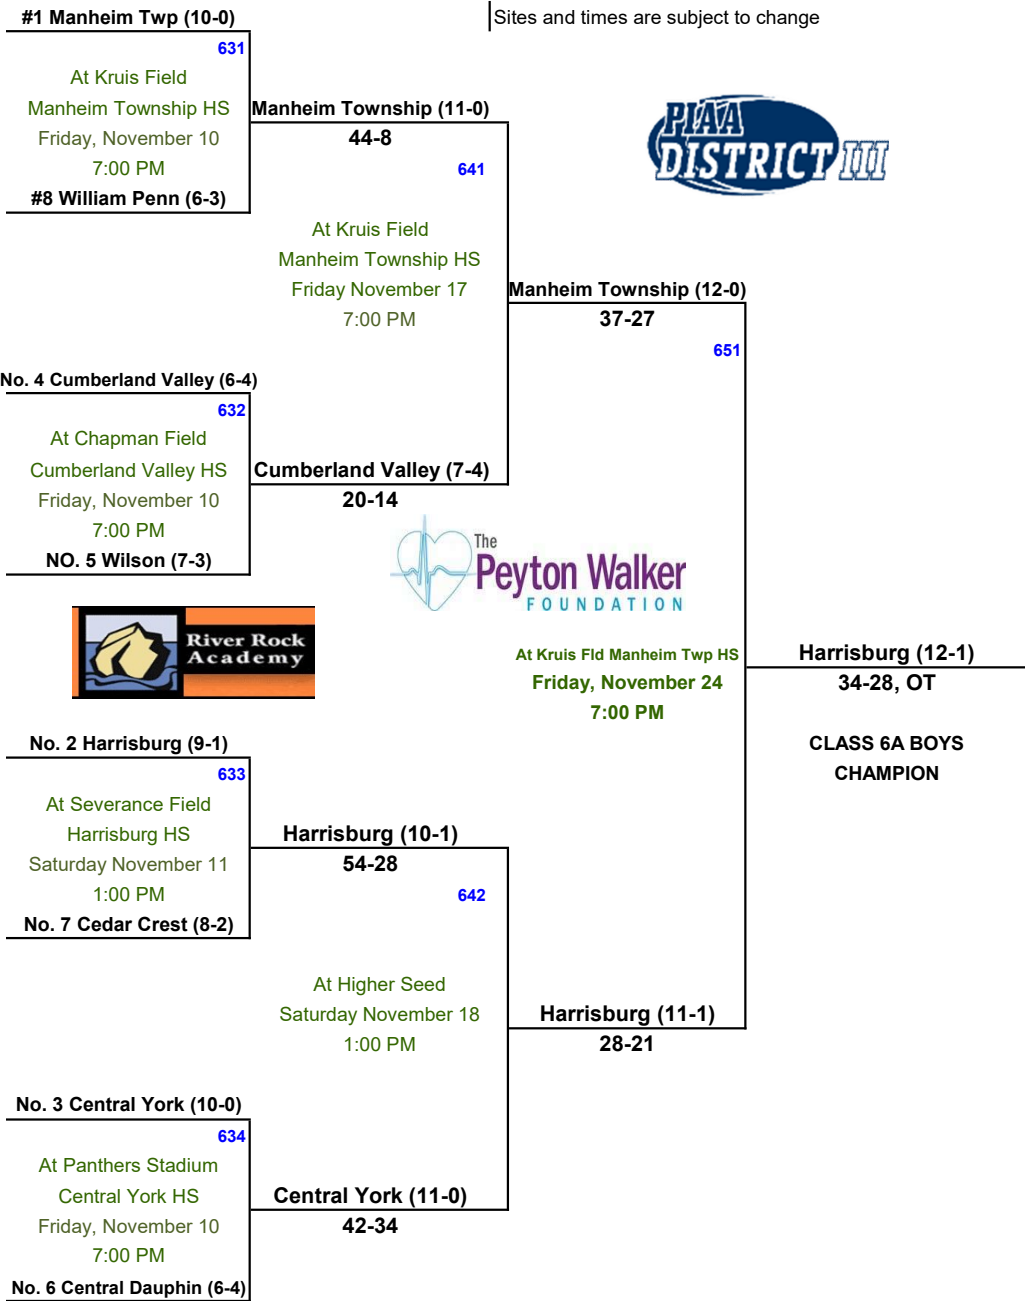 #1 Manheim Twp (10-0)
Sites and times are subject to change
631
At Kruis Field
Manheim Township HS
Friday, November 10
7:00 PM
#8 William Penn (6-3)
Manheim Township (11-0)
44-8
641
PIAA
DISTRICT III
At Kruis Field
Manheim Township HS
Friday November 17
7:00 PM
Manheim Township (12-0)
37-27
651
No. 4 Cumberland Valley (6-4)
632
At Chapman Field
Cumberland Valley HS
Friday, November 10
7:00 PM
NO. 5 Wilson (7-3)
Cumberland Valley (7-4)
20-14
The
Peyton Walker
FOUNDATION
River Rock
Academy
At Kruis Fld Manheim Twp HS
Friday, November 24
7:00 PM
Harrisburg (12-1)
34-28, OT
CLASS 6A BOYS
CHAMPION
No. 2 Harrisburg (9-1)
633
At Severance Field
Harrisburg HS
Saturday November 11
1:00 PM
No. 7 Cedar Crest (8-2)
Harrisburg (10-1)
54-28
642
At Higher Seed
Saturday November 18
1:00 PM
Harrisburg (11-1)
28-21
No. 3 Central York (10-0)
634
At Panthers Stadium
Central York HS
Friday, November 10
7:00 PM
No. 6 Central Dauphin (6-4)
Central York (11-0)
42-34